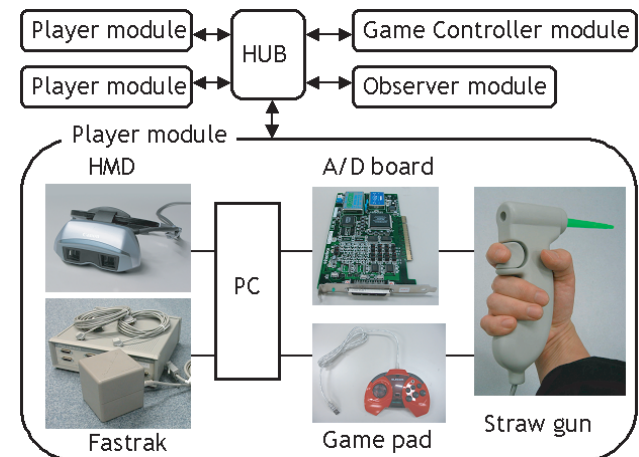 Player module
HUB
Game Controller module
Player module
Observer module
Player module
HMD
A/D board
PC
Fastrak
Game pad
Straw gun